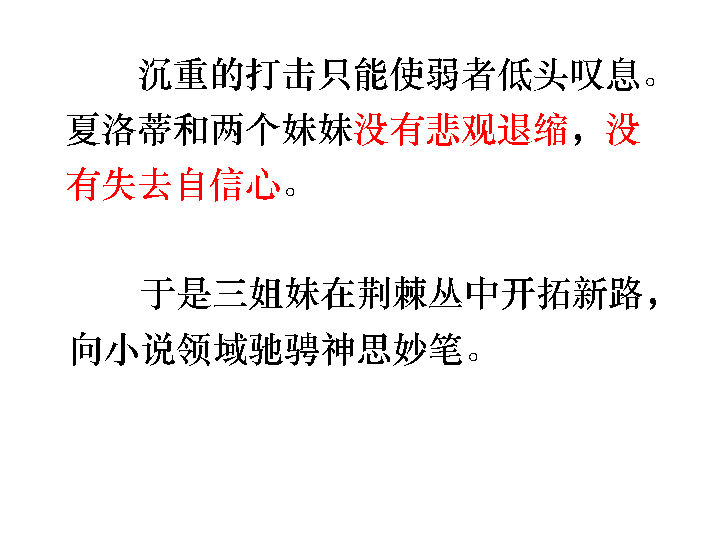 沉重的打击只能使弱者低头叹息。
夏洛蒂和两个妹妹没有悲观退缩，没
有失去自信心。
于是三姐妹在荆棘丛中开拓新路，
向小说领域驰骋神思妙笔。